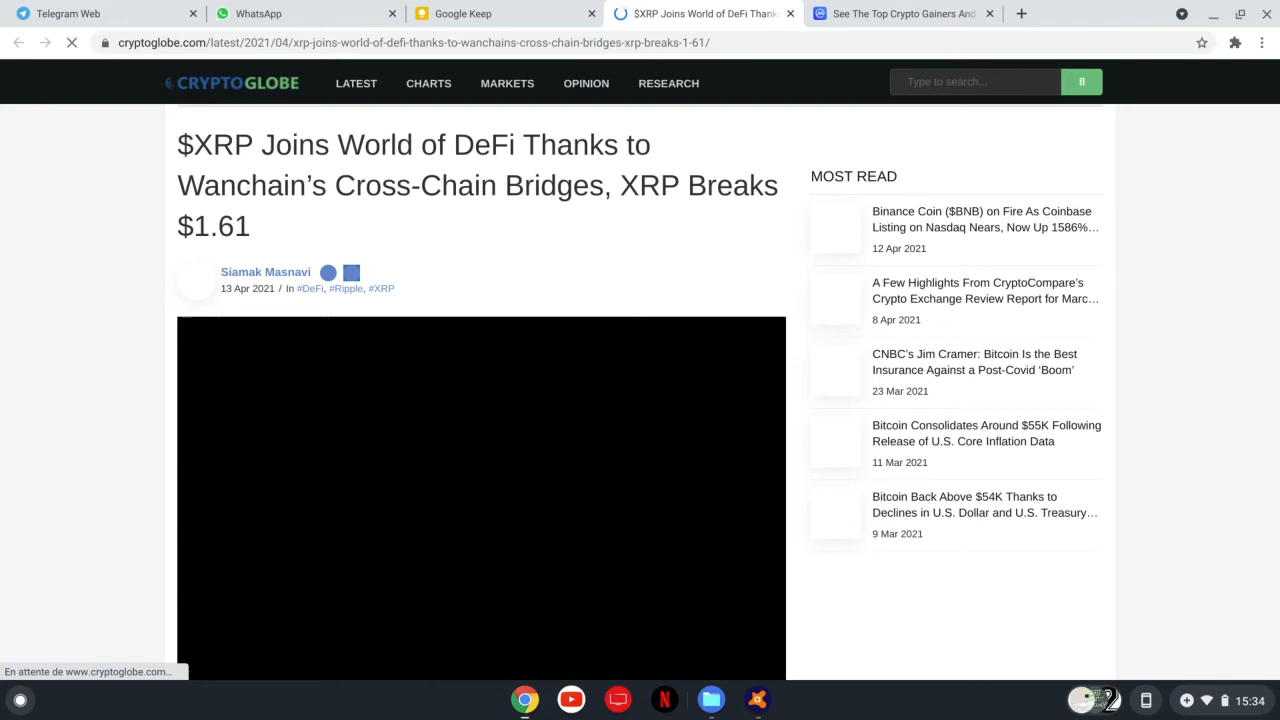 Telegram Web
WhatsApp
Google Keep
$XRP Joins World of DeFi Thank
See The Top Crypto Gainers And
cryptoglobe.com/latest/2021/04/xrp-joins-world-of-defi-thanks-to-wanchains-cross-chain-bridges-xrp-breaks-1-61/
CRYPTOGLOBE
LATEST
CHARTS
MARKETS
OPINION
RESEARCH
Type to search...
$XRP Joins World of DeFi Thanks to
Wanchain’s Cross-Chain Bridges, XRP Breaks
$1.61
Siamak Masnavi
13 Apr 2021 / In #DeFi, #Ripple, #XRP
MOST READ
Binance Coin ($BNB) on Fire As Coinbase
Listing on Nasdaq Nears, Now Up 1586%…
12 Apr 2021
A Few Highlights From CryptoCompare’s
Crypto Exchange Review Report for Marc…
8 Apr 2021
CNBC’s Jim Cramer: Bitcoin Is the Best
Insurance Against a Post-Covid ‘Boom’
23 Mar 2021
Bitcoin Consolidates Around $55K Following
Release of U.S. Core Inflation Data
11 Mar 2021
Bitcoin Back Above $54K Thanks to
Declines in U.S. Dollar and U.S. Treasury…
9 Mar 2021
En attente de www.cryptoglobe.com…
N
2
15:34